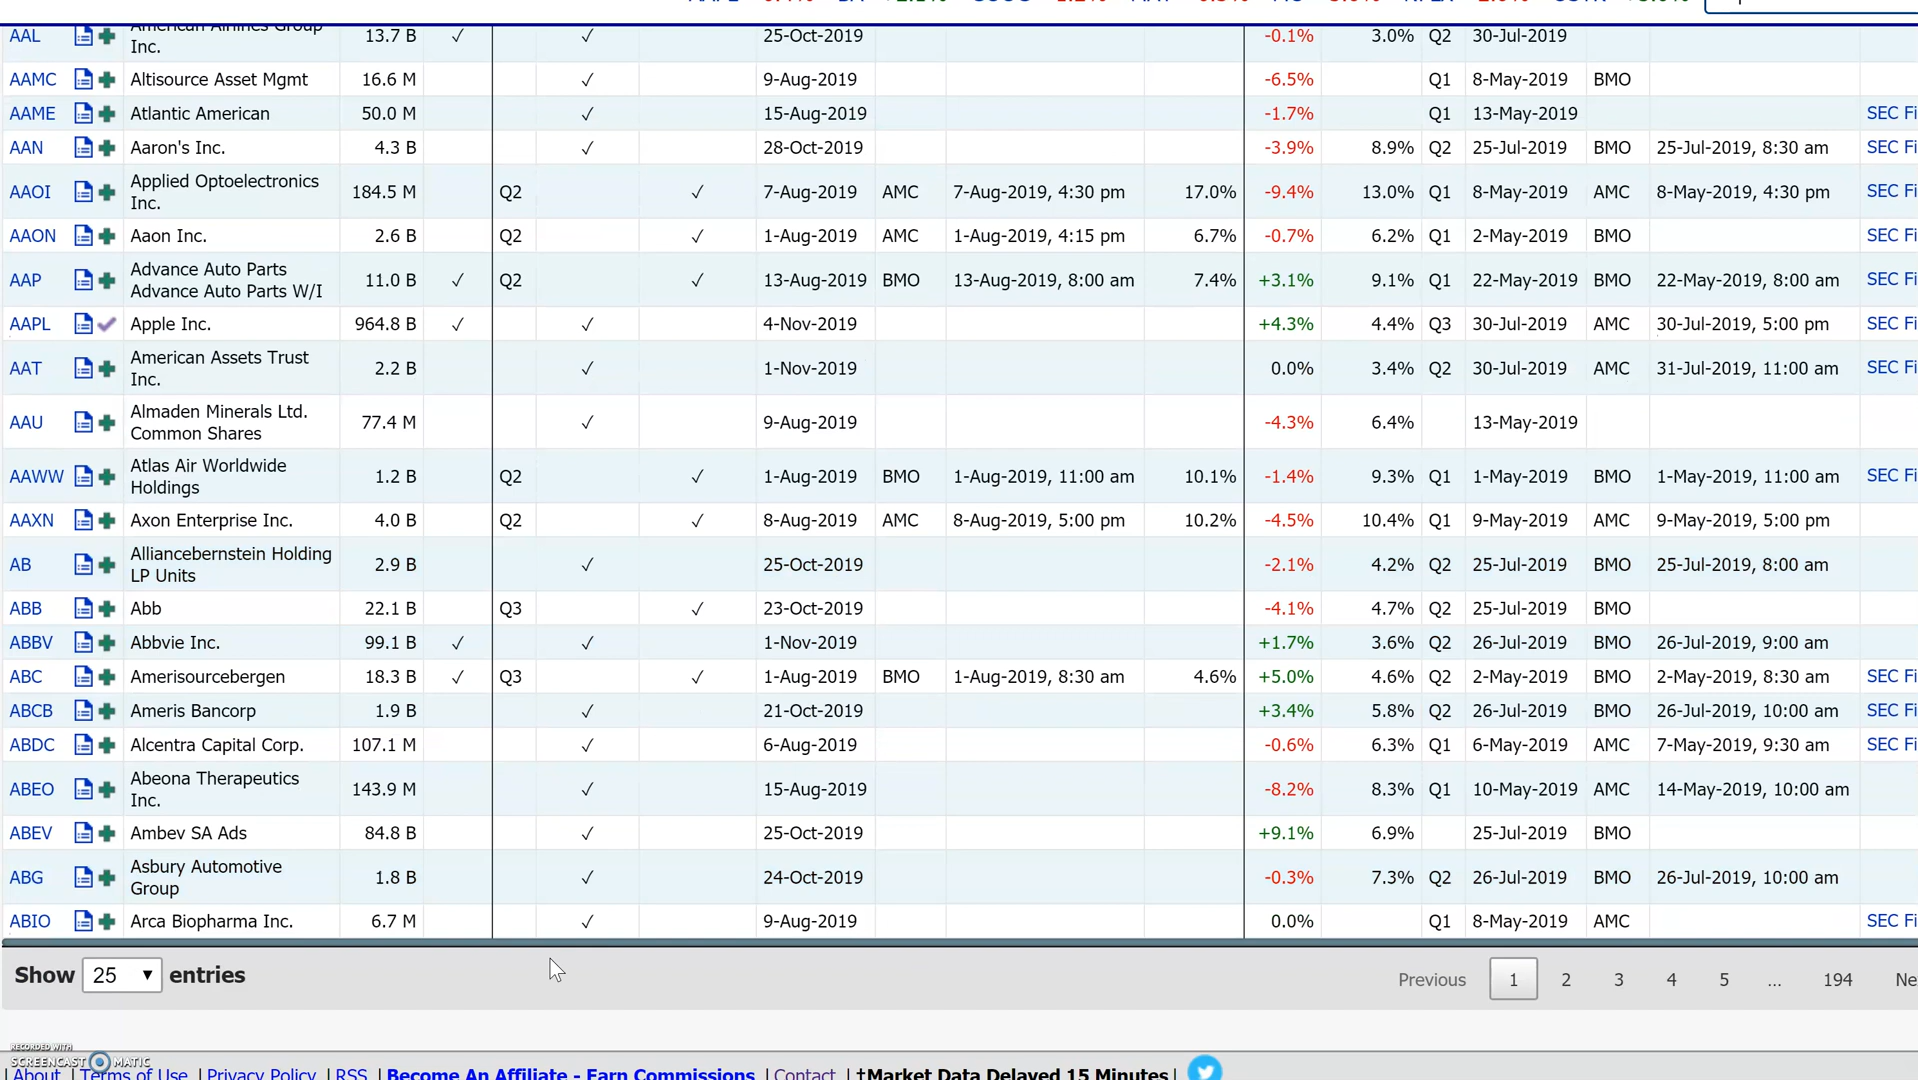 AAL American Airlines Group Inc. 13.7 B ✓ ✓ 25-Oct-2019 -0.1% 3.0% Q2 30-Jul-2019
AAMC Altisource Asset Mgmt 16.6 M ✓ 9-Aug-2019 -6.5% Q1 8-May-2019 BMO
AAME Atlantic American 50.0 M ✓ 15-Aug-2019 -1.7% Q1 13-May-2019 SEC Fi
AAN Aaron's Inc. 4.3 B ✓ 28-Oct-2019 -3.9% 8.9% Q2 25-Jul-2019 BMO 25-Jul-2019, 8:30 am SEC Fi
AAOI Applied Optoelectronics Inc. 184.5 M Q2 ✓ 7-Aug-2019 AMC 7-Aug-2019, 4:30 pm 17.0% -9.4% 13.0% Q1 8-May-2019 AMC 8-May-2019, 4:30 pm SEC Fi
AAON Aaon Inc. 2.6 B Q2 ✓ 1-Aug-2019 AMC 1-Aug-2019, 4:15 pm 6.7% -0.7% 6.2% Q1 2-May-2019 BMO SEC Fi
AAP Advance Auto Parts Advance Auto Parts W/I 11.0 B ✓ Q2 ✓ 13-Aug-2019 BMO 13-Aug-2019, 8:00 am 7.4% +3.1% 9.1% Q1 22-May-2019 BMO 22-May-2019, 8:00 am SEC Fi
AAPL Apple Inc. 964.8 B ✓ ✓ 4-Nov-2019 +4.3% 4.4% Q3 30-Jul-2019 AMC 30-Jul-2019, 5:00 pm SEC Fi
AAT American Assets Trust Inc. 2.2 B ✓ 1-Nov-2019 0.0% 3.4% Q2 30-Jul-2019 AMC 31-Jul-2019, 11:00 am SEC Fi
AAU Almaden Minerals Ltd. Common Shares 77.4 M ✓ 9-Aug-2019 -4.3% 6.4% 13-May-2019
AAWW Atlas Air Worldwide Holdings 1.2 B Q2 ✓ 1-Aug-2019 BMO 1-Aug-2019, 11:00 am 10.1% -1.4% 9.3% Q1 1-May-2019 BMO 1-May-2019, 11:00 am SEC Fi
AAXN Axon Enterprise Inc. 4.0 B Q2 ✓ 8-Aug-2019 AMC 8-Aug-2019, 5:00 pm 10.2% -4.5% 10.4% Q1 9-May-2019 AMC 9-May-2019, 5:00 pm
AB Alliancebernstein Holding LP Units 2.9 B ✓ 25-Oct-2019 -2.1% 4.2% Q2 25-Jul-2019 BMO 25-Jul-2019, 8:00 am
ABB Abb 22.1 B Q3 ✓ 23-Oct-2019 -4.1% 4.7% Q2 25-Jul-2019 BMO
ABBV Abbvie Inc. 99.1 B ✓ ✓ 1-Nov-2019 +1.7% 3.6% Q2 26-Jul-2019 BMO 26-Jul-2019, 9:00 am
ABC Amerisourcebergen 18.3 B ✓ Q3 ✓ 1-Aug-2019 BMO 1-Aug-2019, 8:30 am 4.6% +5.0% 4.6% Q2 2-May-2019 BMO 2-May-2019, 8:30 am SEC Fi
ABCB Ameris Bancorp 1.9 B ✓ 21-Oct-2019 +3.4% 5.8% Q2 26-Jul-2019 BMO 26-Jul-2019, 10:00 am SEC Fi
ABDC Alcentra Capital Corp. 107.1 M ✓ 6-Aug-2019 -0.6% 6.3% Q1 6-May-2019 AMC 7-May-2019, 9:30 am SEC Fi
ABEO Abeona Therapeutics Inc. 143.9 M ✓ 15-Aug-2019 -8.2% 8.3% Q1 10-May-2019 AMC 14-May-2019, 10:00 am
ABEV Ambev SA Ads 84.8 B ✓ 25-Oct-2019 +9.1% 6.9% 25-Jul-2019 BMO
ABG Asbury Automotive Group 1.8 B ✓ 24-Oct-2019 -0.3% 7.3% Q2 26-Jul-2019 BMO 26-Jul-2019, 10:00 am
ABIO Arca Biopharma Inc. 6.7 M ✓ 9-Aug-2019 0.0% Q1 8-May-2019 AMC SEC Fi
Show 25 entries Previous 1 2 3 4 5 ... 194 Ne
RECORDED WITH
SCREENCAST MATIC
| About | Terms of Use | Privacy Policy | RSS | Become An Affiliate - Earn Commissions | Contact | †Market Data Delayed 15 Minutes |